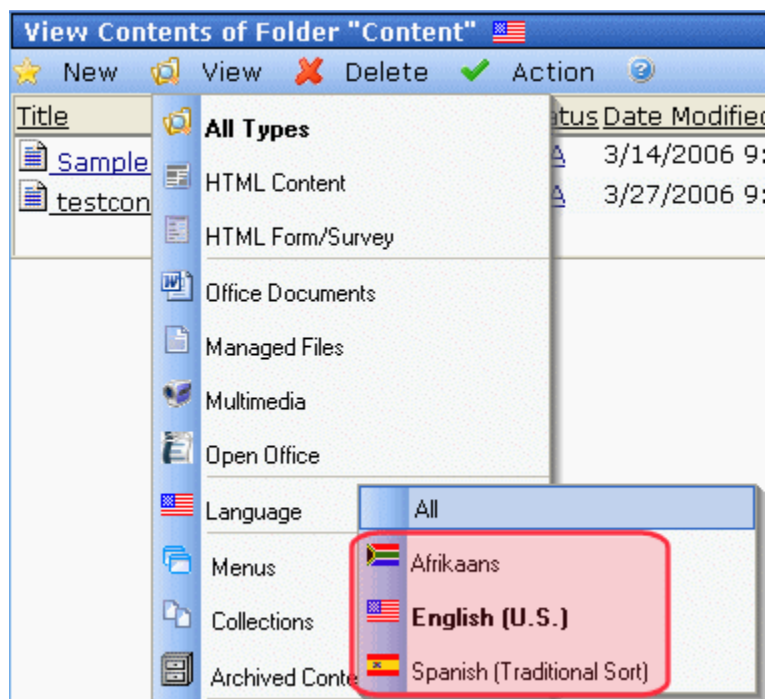 View Contents of Folder "Content"
New View Delete Action
Title tus Date Modified
Sample A 3/14/2006 9:
testcon A 3/27/2006 9:
All Types
HTML Content
HTML Form/Survey
Office Documents
Managed Files
Multimedia
Open Office
Language
All
Afrikaans
Menus
English (U.S.)
Collections
Spanish (Traditional Sort)
Archived Conte